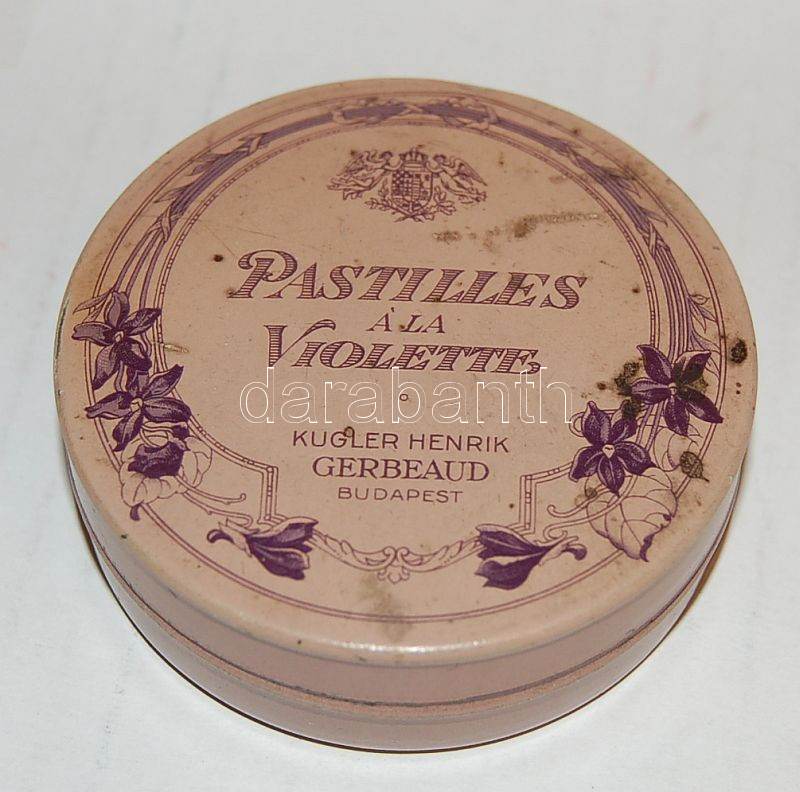 PASTILLES
À LA
VIOLETTE
darabanth
KUGLER HENRIK
GERBEAUD
BUDAPEST